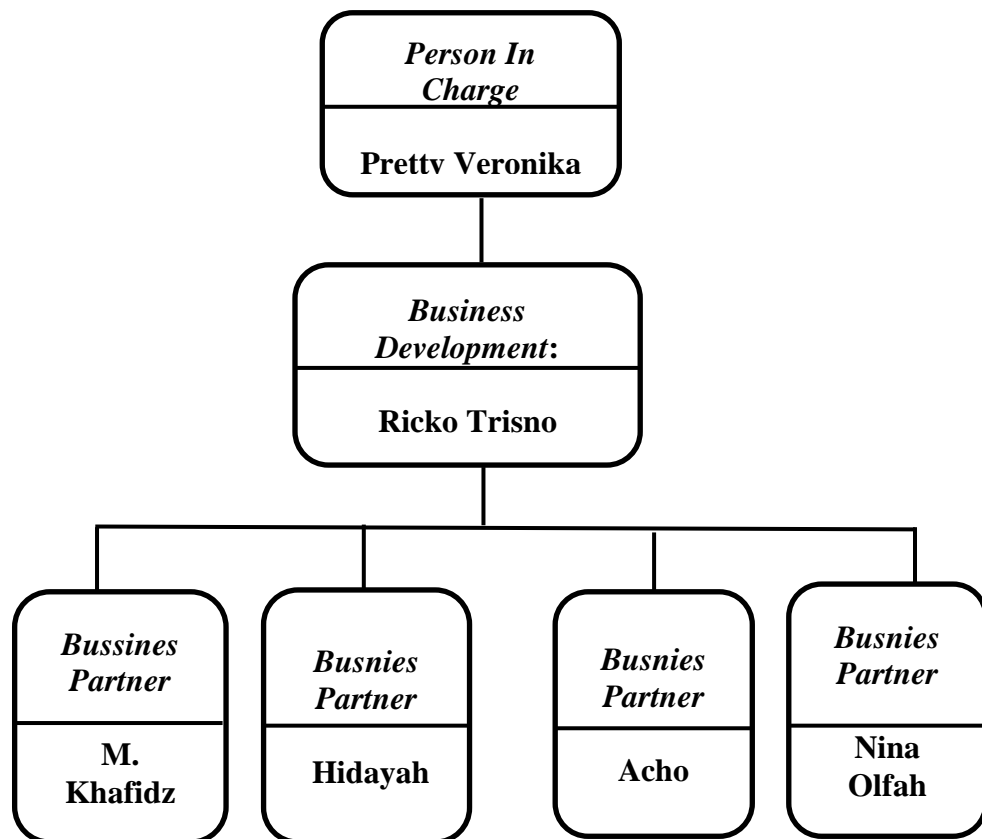 Person In
Charge
Prettv Veronika
Business
Development:
Ricko Trisno
Bussines
Partner
M.
Khafidz
Busnies
Partner
Hidayah
Busnies
Partner
Acho
Busnies
Partner
Nina
Olfah